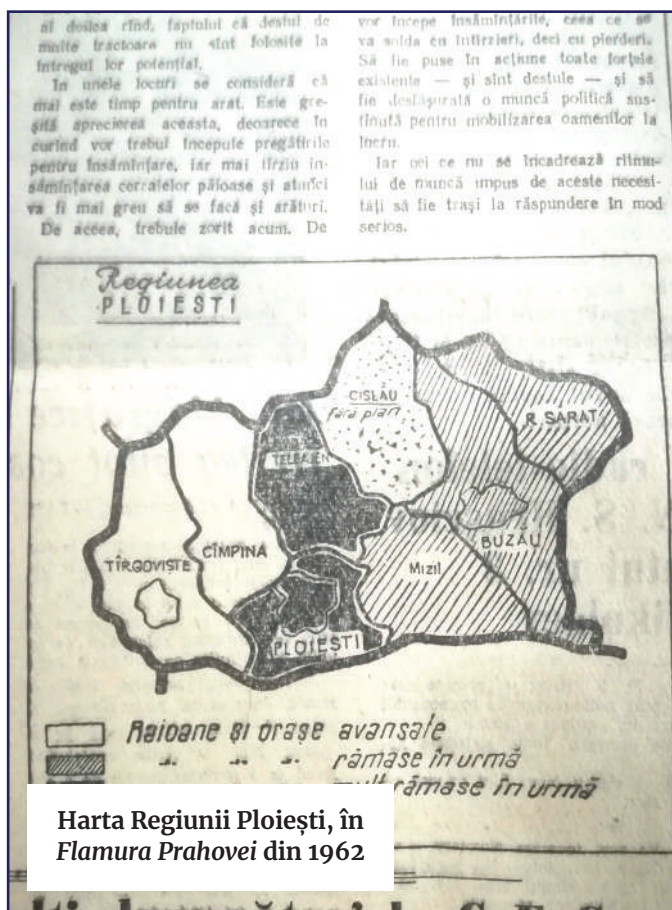 al doilea rînd, faptului că destul de
multe tractoare nu sînt folosite la
întregul lor potențial.
In unele locuri se consideră că
mai este timp pentru arat. Este gre-
șită aprecierea aceasta, deoarece în
curînd vor trebui începute pregătirile
pentru însămînțare, iar mai tîrziu în-
sămînțarea cerealelor păioase și atunci
va fi mai greu să se facă și arături.
De aceea, trebuie zorit acum. De
vor începe însămînțările, ceea ce se
va solda cu întîrzieri, deci cu pierderi.
Să fie puse în acțiune toate forțele
existente — și sînt destule — și să
fie desfășurată o muncă politică sus-
ținută pentru mobilizarea oamenilor la
lucru.
Iar cei ce nu se încadrează ritmu-
lui de muncă impus de aceste necesi-
tăți să fie trași la răspundere în mod
serios.
Regiunea
PLOIESTI
CISLĂU
fără plan
R. SĂRAT
TELEAJEN
CÎMPINA
TÎRGOVIȘTE
BUZĂU
Mizil
PLOIEȘTI
Raioane și orașe avansate
rămase în urmă
mult rămase în urmă
Harta Regiunii Ploiești, în
Flamura Prahovei din 1962